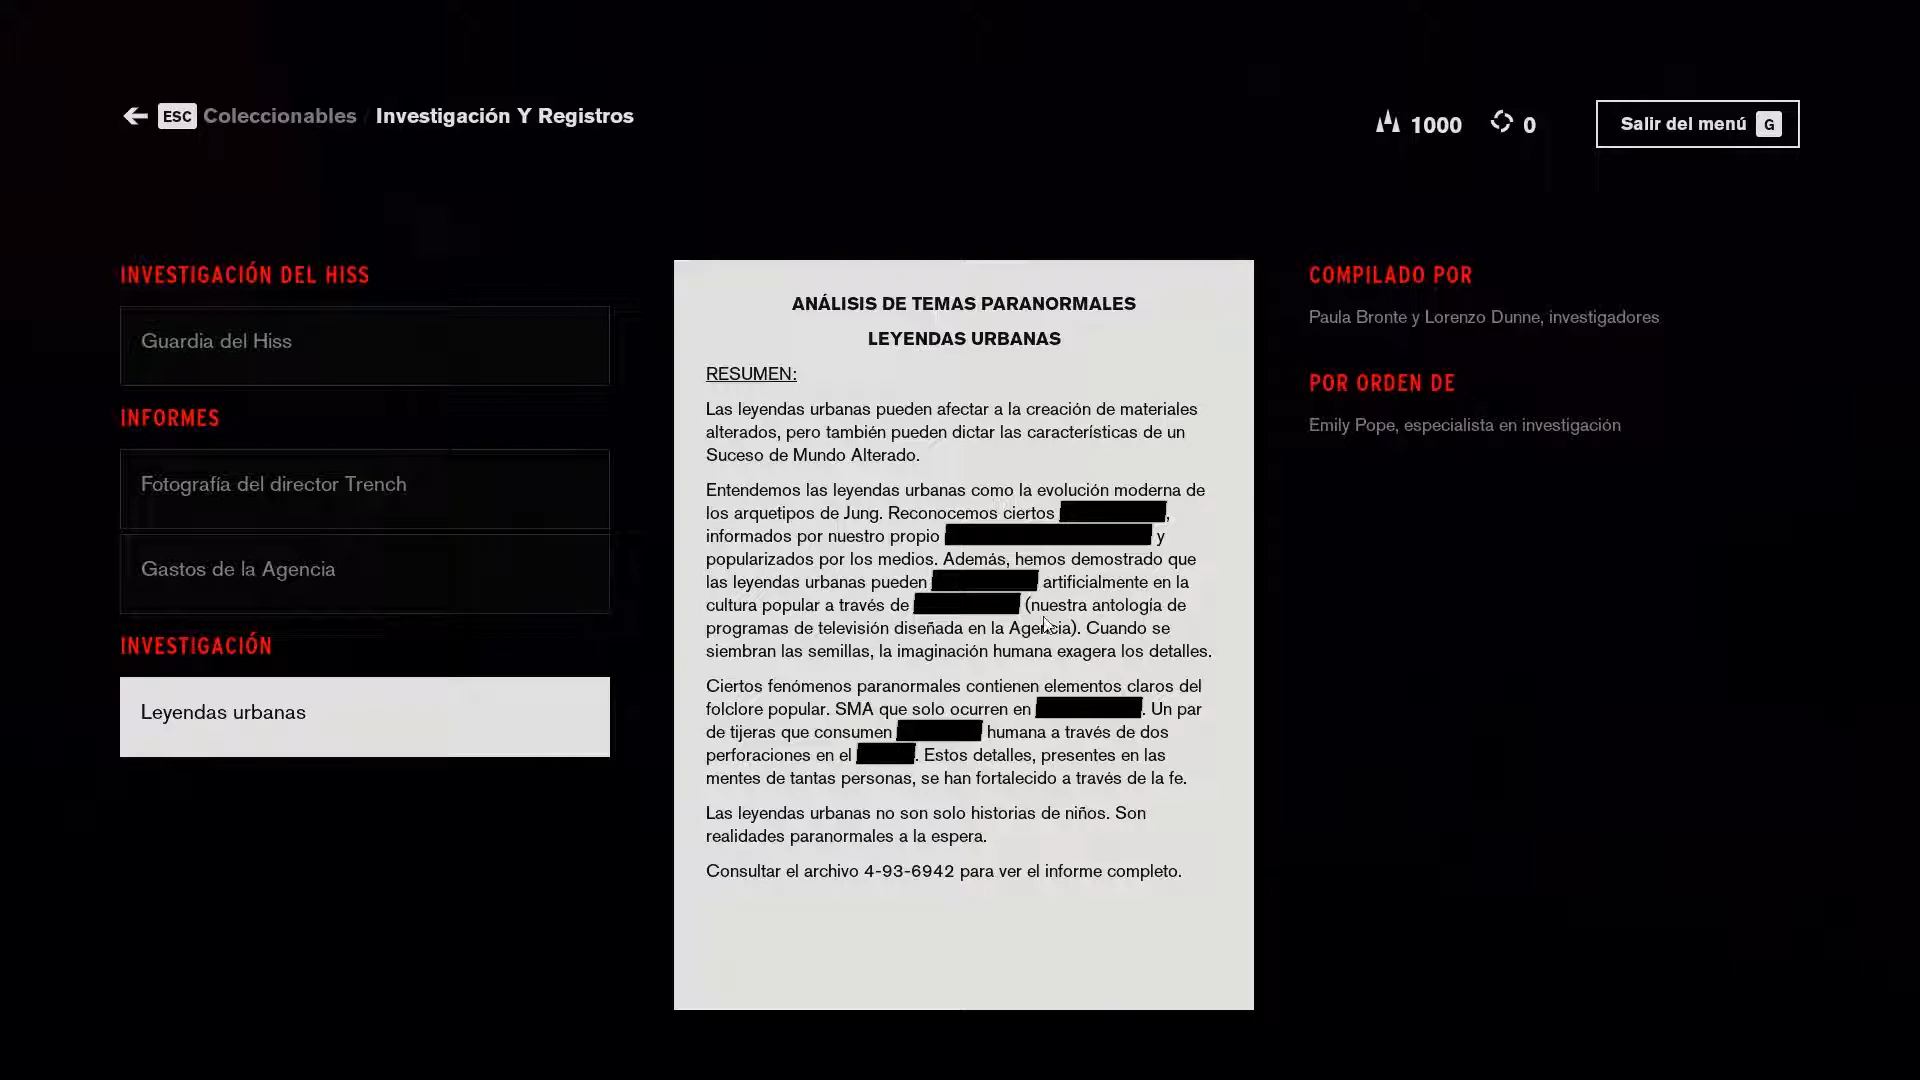 ESC Coleccionables / Investigación Y Registros
1000
0
Salir del menú G
INVESTIGACIÓN DEL HISS
Guardia del Hiss
INFORMES
Fotografía del director Trench
Gastos de la Agencia
INVESTIGACIÓN
Leyendas urbanas
ANÁLISIS DE TEMAS PARANORMALES
LEYENDAS URBANAS
RESUMEN:
Las leyendas urbanas pueden afectar a la creación de materiales
alterados, pero también pueden dictar las características de un
Suceso de Mundo Alterado.
Entendemos las leyendas urbanas como la evolución moderna de
los arquetipos de Jung. Reconocemos ciertos ,
informados por nuestro propio y
popularizados por los medios. Además, hemos demostrado que
las leyendas urbanas pueden artificialmente en la
cultura popular a través de (nuestra antología de
programas de televisión diseñada en la Agencia). Cuando se
siembran las semillas, la imaginación humana exagera los detalles.
Ciertos fenómenos paranormales contienen elementos claros del
folclore popular. SMA que solo ocurren en . Un par
de tijeras que consumen humana a través de dos
perforaciones en el . Estos detalles, presentes en las
mentes de tantas personas, se han fortalecido a través de la fe.
Las leyendas urbanas no son solo historias de niños. Son
realidades paranormales a la espera.
Consultar el archivo 4-93-6942 para ver el informe completo.
COMPILADO POR
Paula Bronte y Lorenzo Dunne, investigadores
POR ORDEN DE
Emily Pope, especialista en investigación